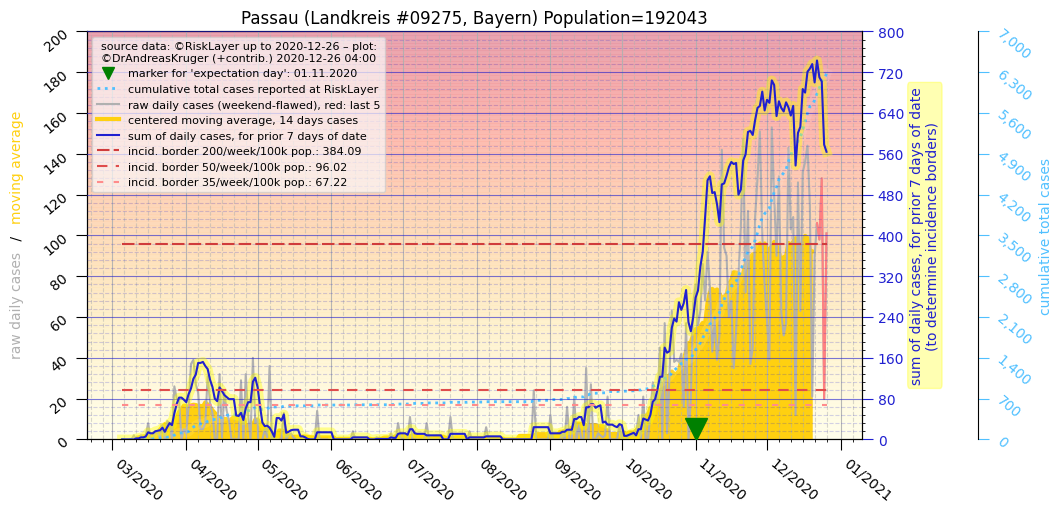 Passau (Landkreis #09275, Bayern) Population=192043
source data: ©RiskLayer up to 2020-12-26 – plot:
©DrAndreasKruger (+contrib.) 2020-12-26 04:00
marker for 'expectation day': 01.11.2020
cumulative total cases reported at RiskLayer
raw daily cases (weekend-flawed), red: last 5
centered moving average, 14 days cases
sum of daily cases, for prior 7 days of date
incid. border 200/week/100k pop.: 384.09
incid. border 50/week/100k pop.: 96.02
incid. border 35/week/100k pop.: 67.22
raw daily cases / moving average
200
180
160
140
120
100
80
60
40
20
0
03/2020
04/2020
05/2020
06/2020
07/2020
08/2020
09/2020
10/2020
11/2020
12/2020
01/2021
800
720
640
560
480
400
320
240
160
80
0
sum of daily cases, for prior 7 days of date
(to determine incidence borders)
7,000
6,300
5,600
4,900
4,200
3,500
2,800
2,100
1,400
700
0
cumulative total cases